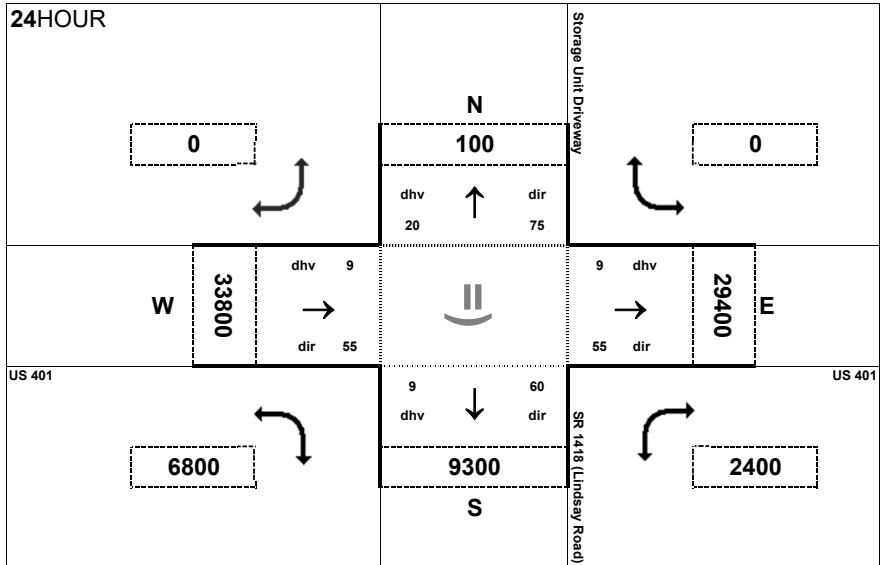 24HOUR
Storage Unit Driveway
N
0
100
0
dhv
dir
20
75
dhv 9
9 dhv
W
33800
29400
E
dir 55
55 dir
US 401
US 401
9
60
dhv
dir
SR 1418 (Lindsay Road)
6800
9300
2400
S